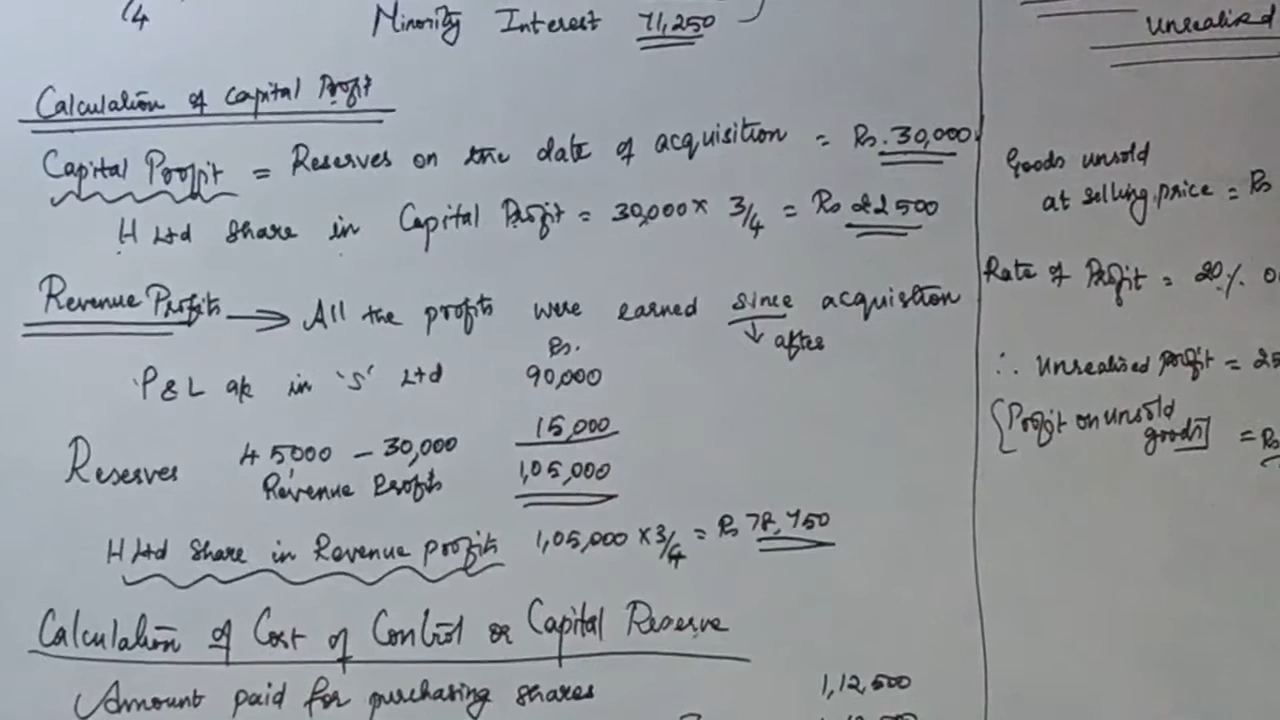 /4
Minority Interest 71,250
Calculation of Capital Profit
Capital Profit = Reserves on the date of acquisition = Rs. 30,000
H Ltd Share in Capital Profit = 30,000 × 3/4 = Rs 22500
Revenue Profits → All the profits were earned since acquistion
↓ after
Rs.
P&L a/c in 'S' Ltd 90,000
Reserves 45000 - 30,000 15,000
Revenue Profits 1,05,000
H Ltd Share in Revenue profits 1,05,000 × 3/4 = Rs 78,750
Calculation of Cost of Control or Capital Reserve
Amount paid for purchasing shares 1,12,500
Unrealised
Goods unsold
at selling price = Rs
Rate of Profit = 20%
∴ Unrealised profit = 25
{Profit on unsold
goods} = Rs